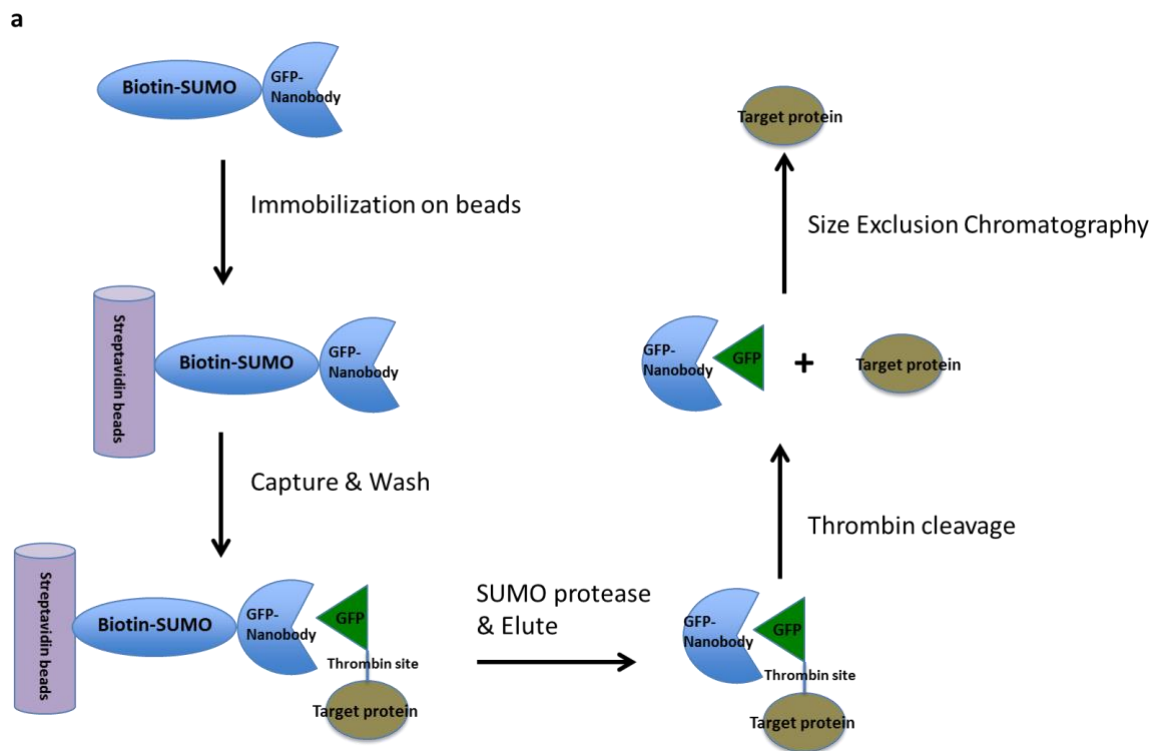 a
Biotin-SUMO
GFP-
Nanobody
Immobilization on beads
Streptavidin beads
Biotin-SUMO
GFP-
Nanobody
Capture & Wash
Streptavidin beads
Biotin-SUMO
GFP-
Nanobody
GFP
Thrombin site
Target protein
SUMO protease
& Elute
GFP-
Nanobody
GFP
Thrombin site
Target protein
Thrombin cleavage
GFP-
Nanobody
GFP
+
Target protein
Size Exclusion Chromatography
Target protein